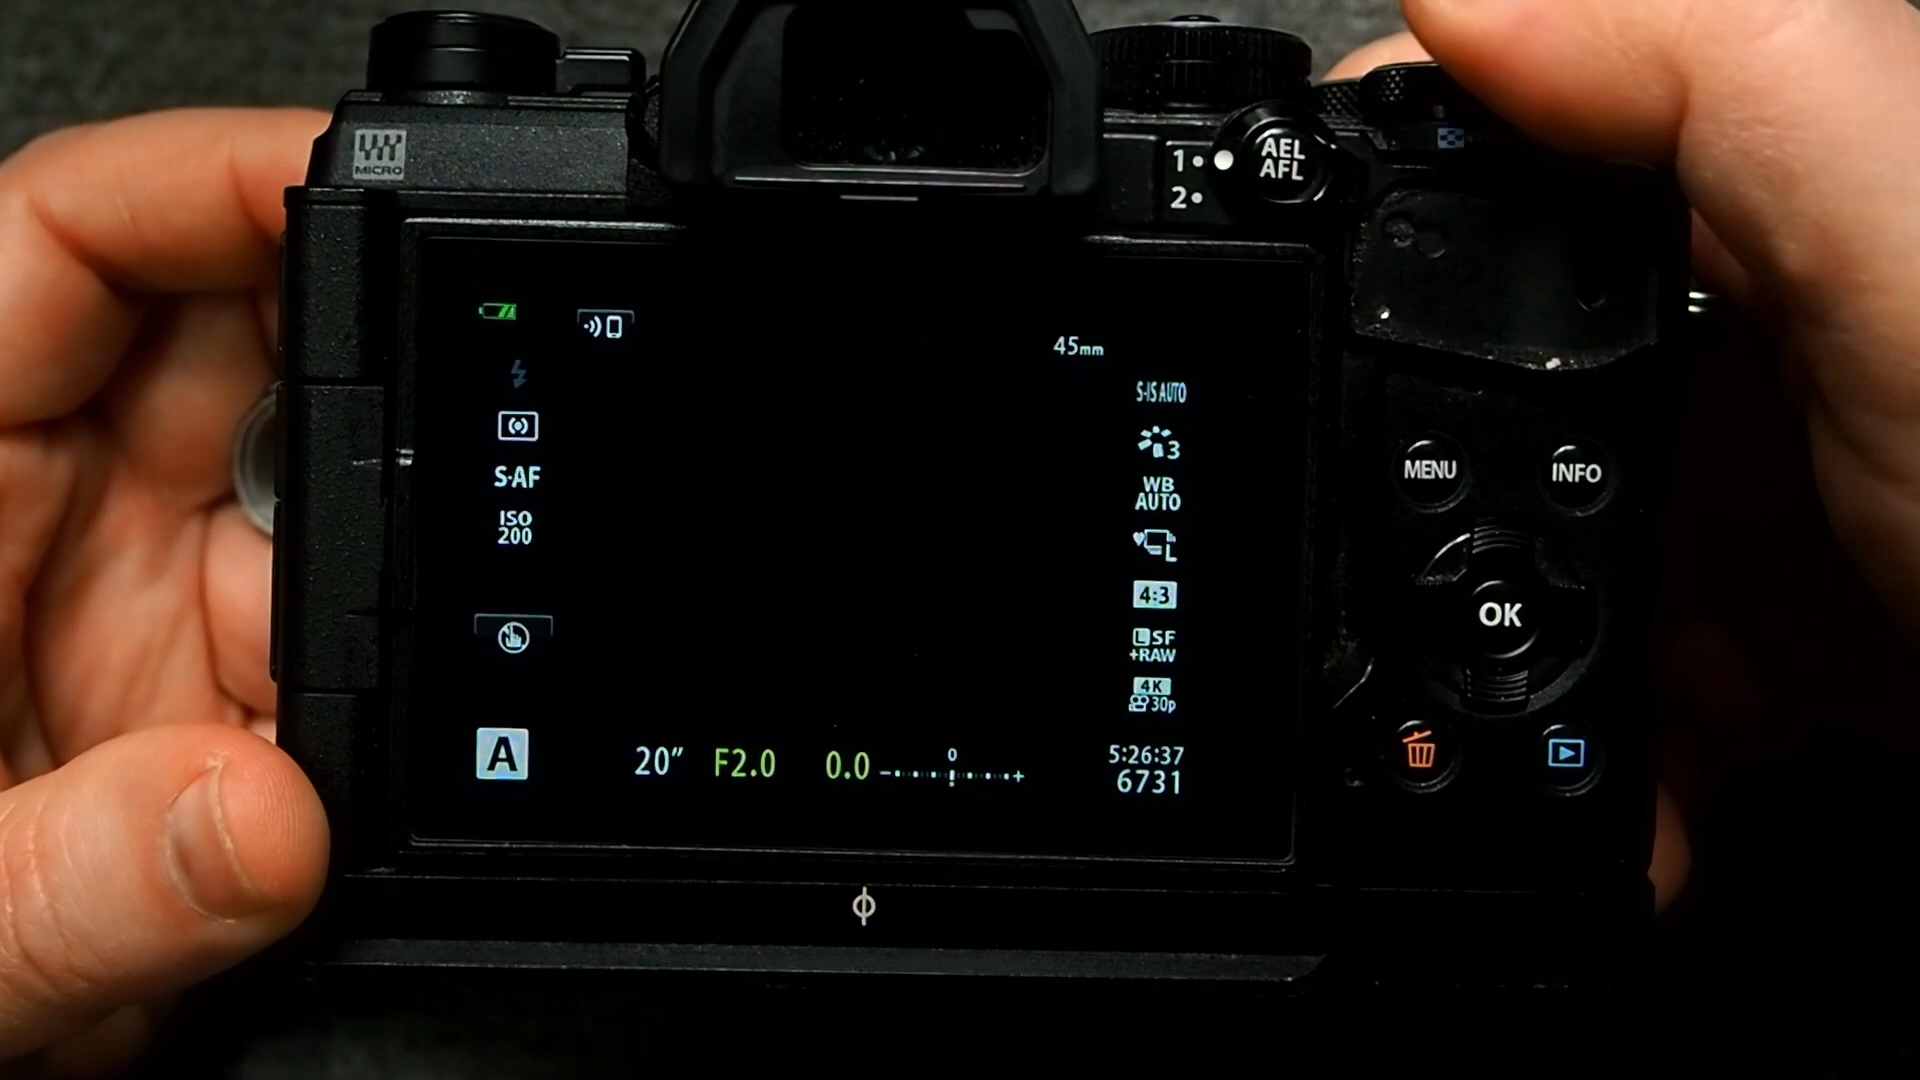 MICRO
1•
AEL
AFL
2•
45mm
S-IS AUTO
3
S-AF
WB
AUTO
ISO
200
L
4:3
L SF
+RAW
4K
30p
A
20"
F2.0
0.0
0
5:26:37
6731
MENU
INFO
OK